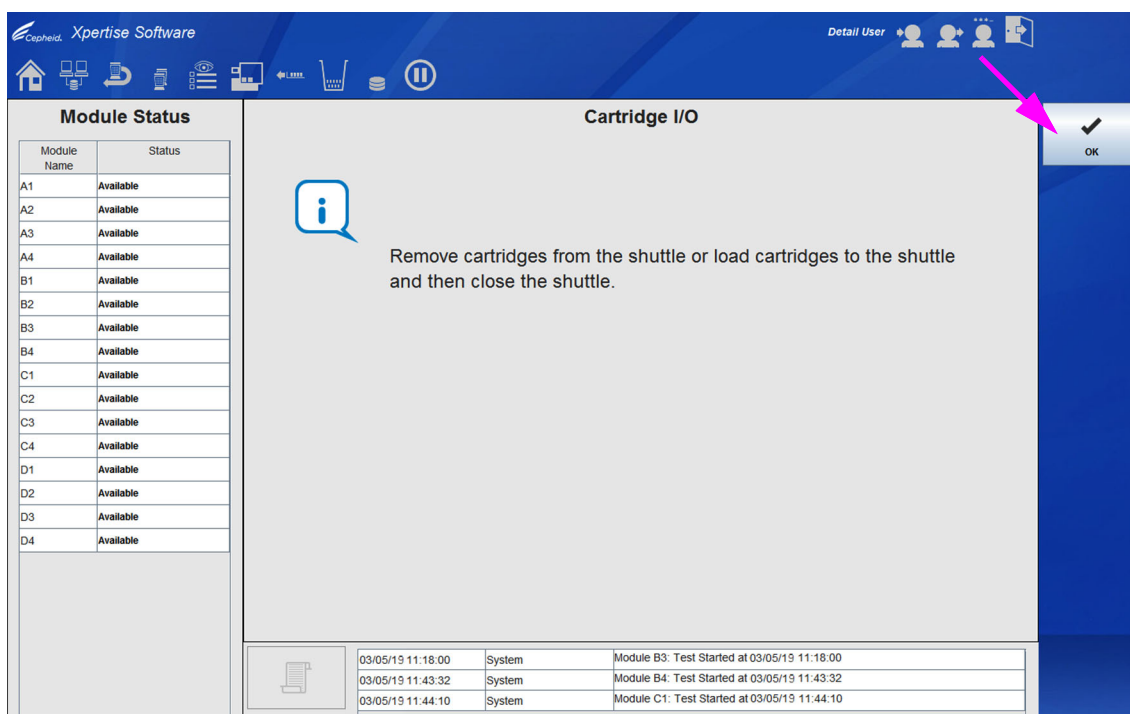 Cepheid. Xpertise Software
Detail User
Module Status
Cartridge I/O
OK
Module Name Status
A1 Available
A2 Available
A3 Available
A4 Available
B1 Available
B2 Available
B3 Available
B4 Available
C1 Available
C2 Available
C3 Available
C4 Available
D1 Available
D2 Available
D3 Available
D4 Available
Remove cartridges from the shuttle or load cartridges to the shuttle
and then close the shuttle.
03/05/19 11:18:00 System Module B3: Test Started at 03/05/19 11:18:00
03/05/19 11:43:32 System Module B4: Test Started at 03/05/19 11:43:32
03/05/19 11:44:10 System Module C1: Test Started at 03/05/19 11:44:10